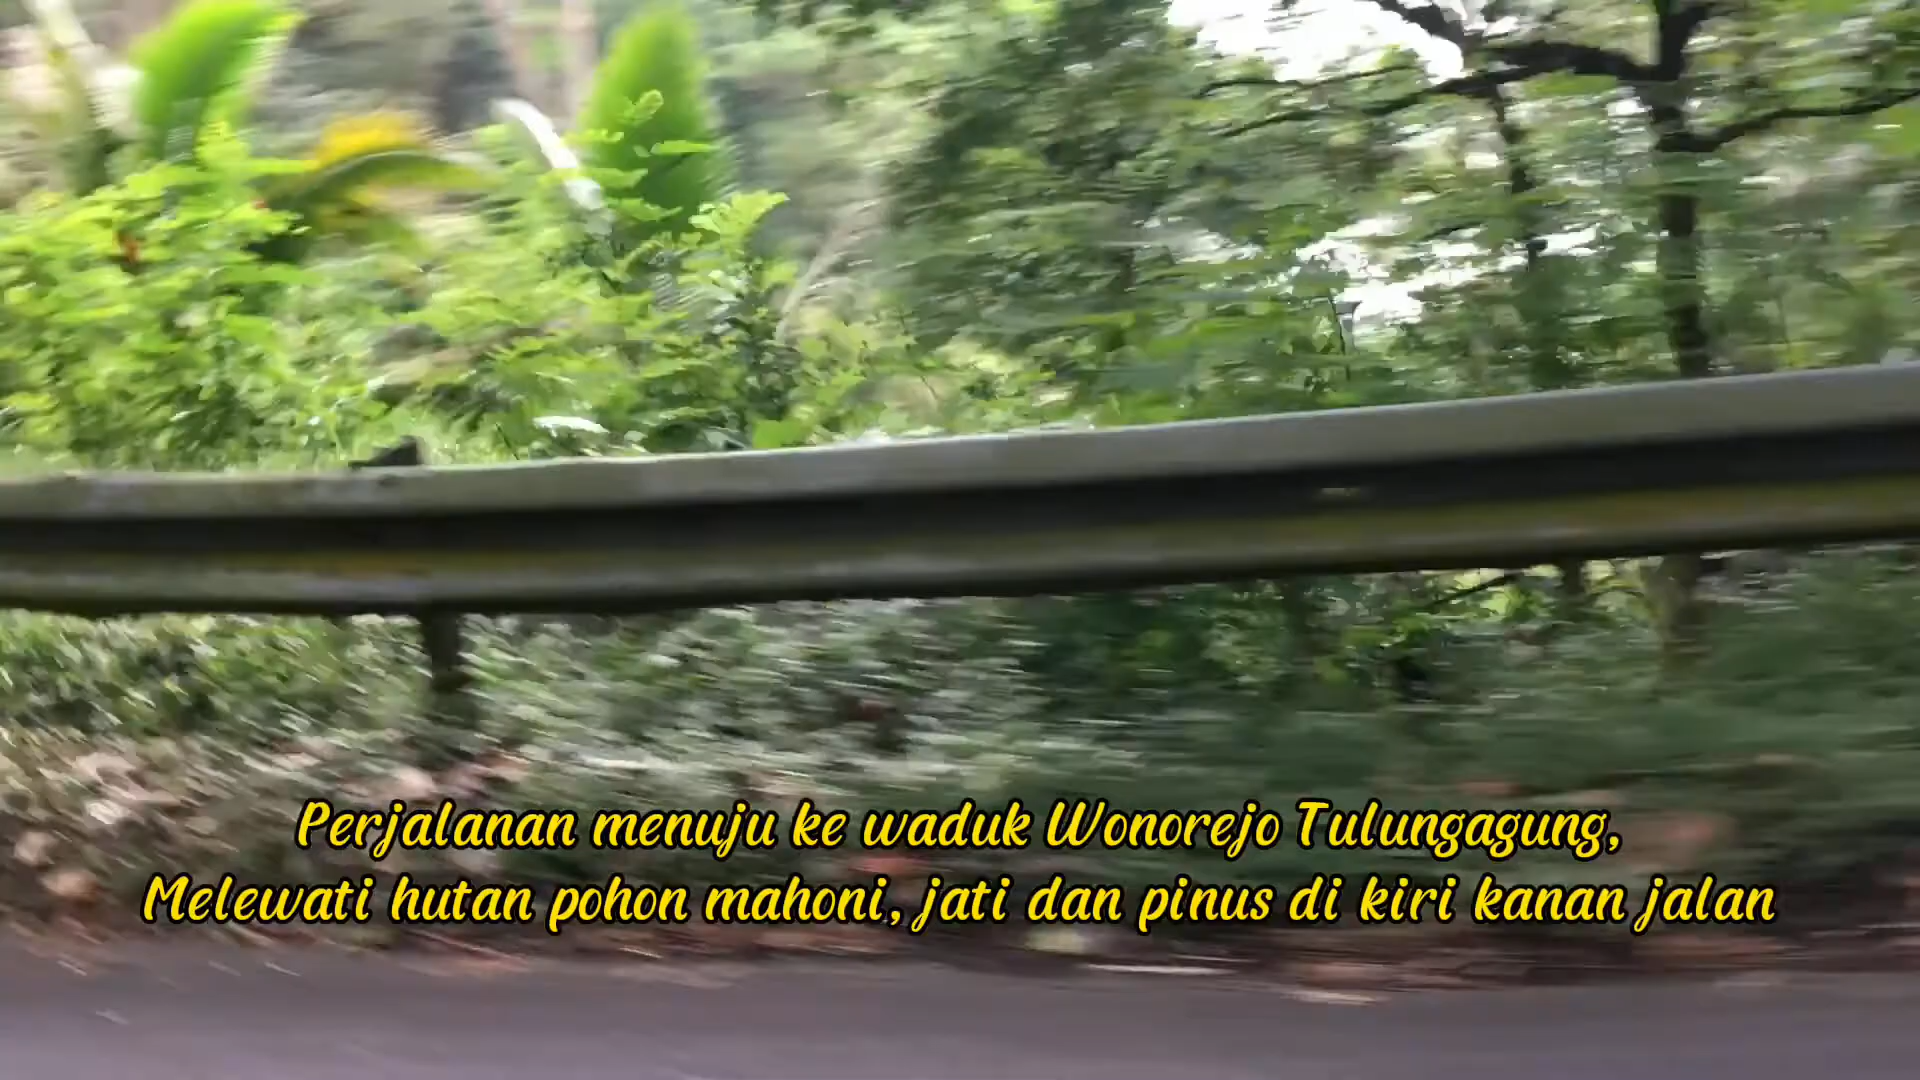 Perjalanan menuju ke waduk Wonorejo Tulungagung,
Melewati hutan pohon mahoni, jati dan pinus di kiri kanan jalan